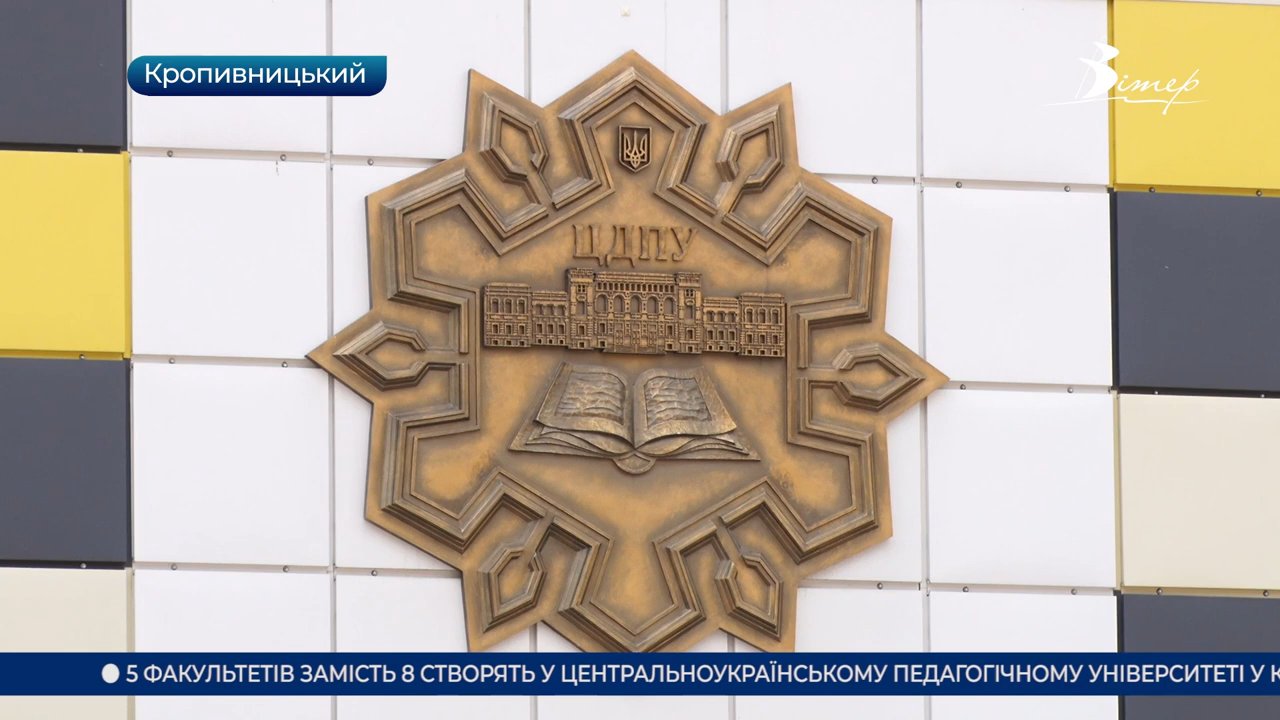 Кропивницький
Вітер
ЦДПУ
5 ФАКУЛЬТЕТІВ ЗАМІСТЬ 8 СТВОРЯТЬ У ЦЕНТРАЛЬНОУКРАЇНСЬКОМУ ПЕДАГОГІЧНОМУ УНІВЕРСИТЕТІ У К